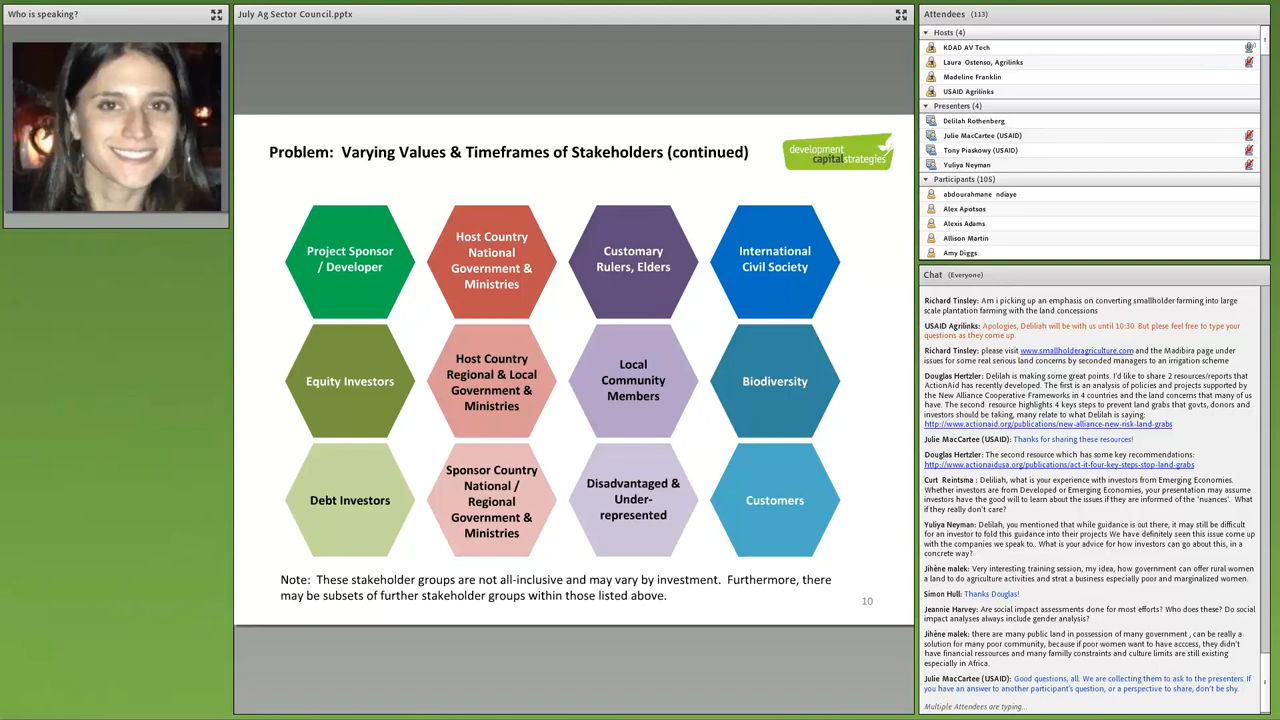 Who is speaking?
July Ag Sector Council.pptx
Problem:  Varying Values & Timeframes of Stakeholders (continued)
development
capitalstrategies
Project Sponsor
/ Developer
Host Country
National
Government &
Ministries
Customary
Rulers, Elders
International
Civil Society
Equity Investors
Host Country
Regional & Local
Government &
Ministries
Local
Community
Members
Biodiversity
Debt Investors
Sponsor Country
National /
Regional
Government &
Ministries
Disadvantaged &
Under-
represented
Customers
Note:  These stakeholder groups are not all-inclusive and may vary by investment.  Furthermore, there
may be subsets of further stakeholder groups within those listed above.
10
Attendees (113)
Hosts (4)
KDAD AV Tech
Laura  Ostenso, Agrilinks
Madeline Franklin
USAID Agrilinks
Presenters (4)
Delilah Rothenberg
Julie MacCartee (USAID)
Tony Piaskowy (USAID)
Yuliya Neyman
Participants (105)
abdourahmane  ndiaye
Alex Apotsos
Alexis Adams
Allison Martin
Amy Diggs
Chat (Everyone)
Richard Tinsley: Am i picking up an emphasis on converting smallholder farming into large
scale plantation farming with the land concessions
USAID Agrilinks: Apologies, Deliliah will be with us until 10:30. But plese feel free to type your
questions as they come up.
Richard Tinsley: please visit www.smallholderagriculture.com and the Madibira page under
issues for some real serious land concerns by seconded managers to an irrigation scheme
Douglas Hertzler: Delilah is making some great points. I'd like to share 2 resources/reports that
ActionAid has recently developed. The first is an analysis of policies and projects supported by
the New Alliance Cooperative Frameworks in 4 countries and the land concerns that many of us
have. The second  resource highlights 4 keys steps to prevent land grabs that govts, donors and
investors should be taking, many relate to what Delilah is saying:
http://www.actionaid.org/publications/new-alliance-new-risk-land-grabs
Julie MacCartee (USAID): Thanks for sharing these resources!
Douglas Hertzler: The second resource which has some key recommendations:
http://www.actionaidusa.org/publications/act-it-four-key-steps-stop-land-grabs
Curt  Reintsma : Deliliah, what is your experience with investors from Emerging Economies.
Whether investors are from Developed or Emerging Economies, your presentation may assume
investors have the good will to learn about the issues if they are informed of the 'nuances'.  What
if they really don't care?
Yuliya Neyman: Delilah, you mentioned that while guidance is out there, it may still be difficult
for an investor to fold this guidance into their projects We have definitely seen this issue come up
with the companies we speak to.. What is your advice for how investors can go about this, in a
concrete way?
Jihène malek: Very interesting training session, my idea, how government can offer rural women
a land to do agriculture activities and strat a business especially poor and marginalized women.
Simon Hull: Thanks Douglas!
Jeannie Harvey: Are social impact assessments done for most efforts? Who does these? Do social
impact analyses always include gender analysis?
Jihène malek: there are many public land in possession of many government , can be really a
solution for many poor community, because if poor women want to have acccess, they didn't
have financial ressources and many familly constraints and culture limits are still existing
especially in Africa.
Julie MacCartee (USAID): Good questions, all. We are collecting them to ask to the presenters. If
you have an answer to another participant's question, or a perspective to share, don't be shy.
Multiple Attendees are typing...